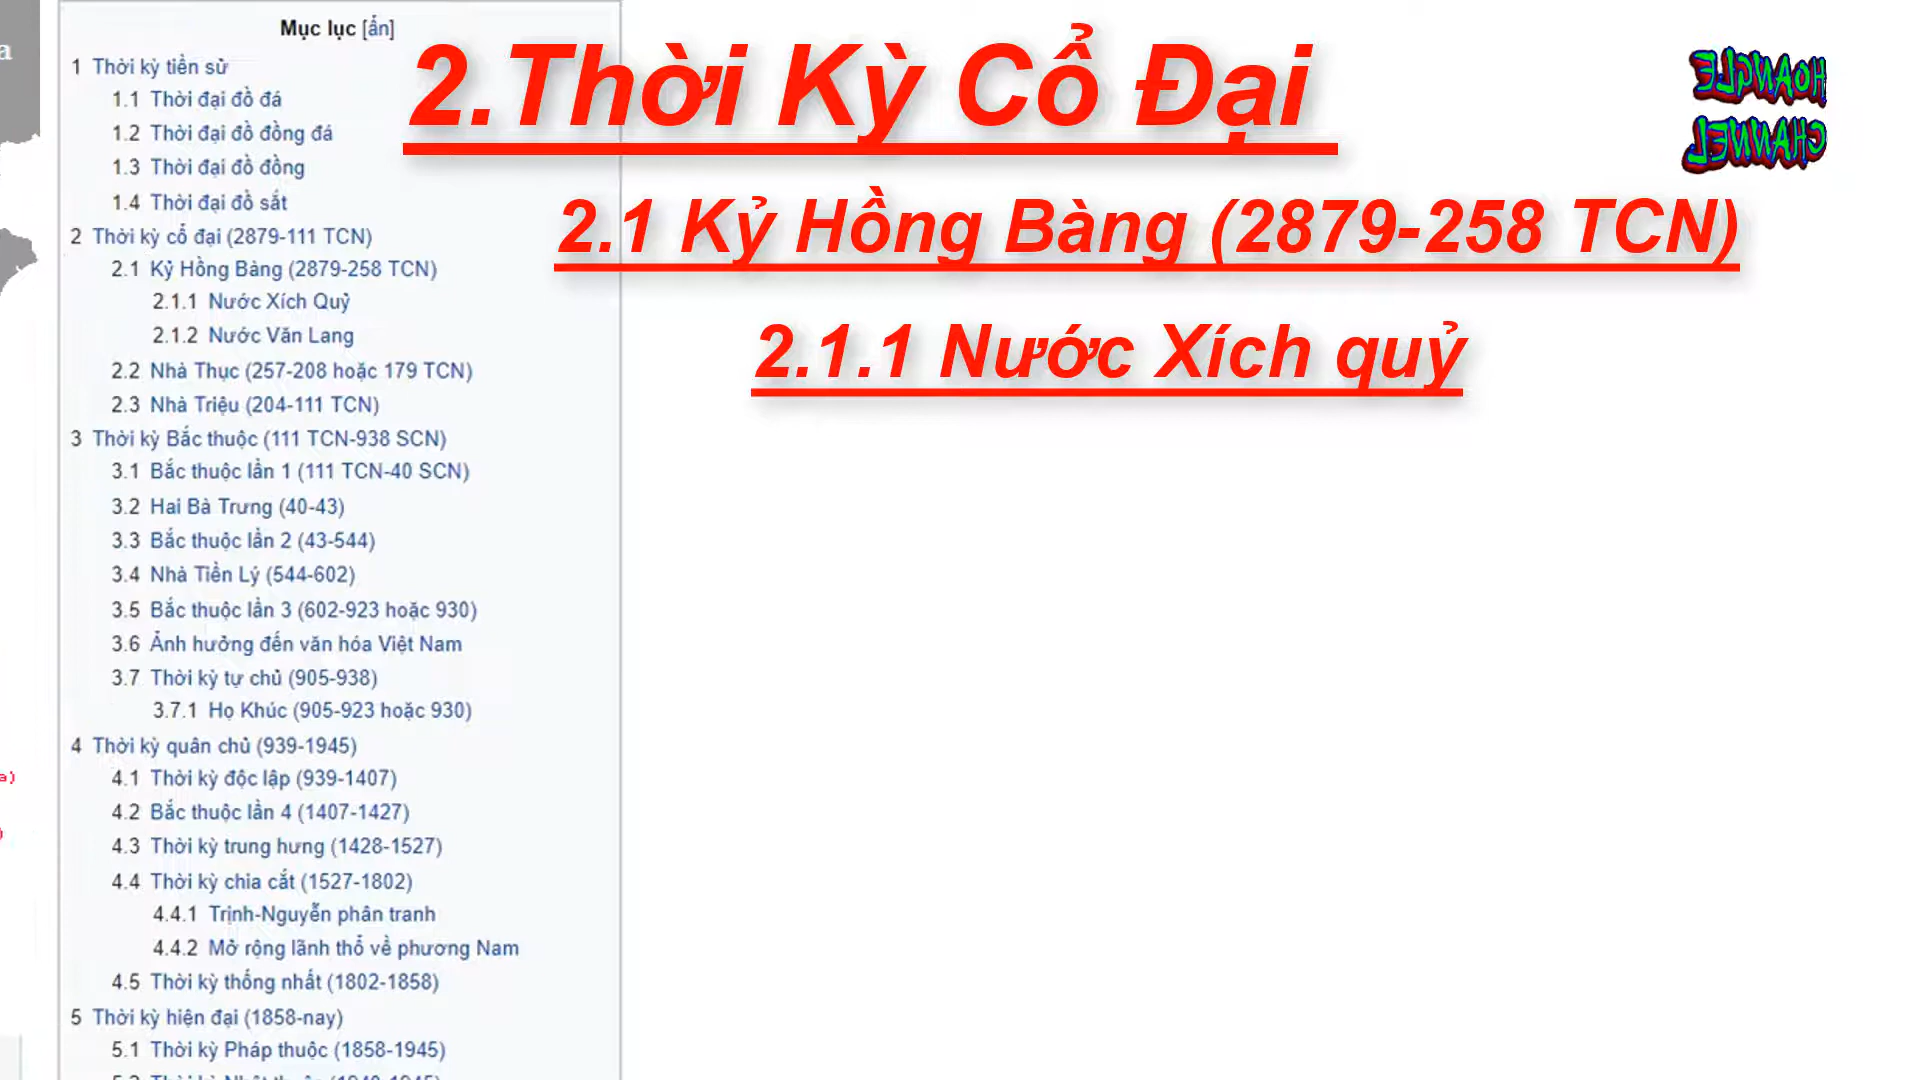 Mục lục [ẩn]
1 Thời kỳ tiền sử
1.1 Thời đại đồ đá
1.2 Thời đại đồ đồng đá
1.3 Thời đại đồ đồng
1.4 Thời đại đồ sắt
2 Thời kỳ cổ đại (2879-111 TCN)
2.1 Kỷ Hồng Bàng (2879-258 TCN)
2.1.1 Nước Xích Quỷ
2.1.2 Nước Văn Lang
2.2 Nhà Thục (257-208 hoặc 179 TCN)
2.3 Nhà Triệu (204-111 TCN)
3 Thời kỳ Bắc thuộc (111 TCN-938 SCN)
3.1 Bắc thuộc lần 1 (111 TCN-40 SCN)
3.2 Hai Bà Trưng (40-43)
3.3 Bắc thuộc lần 2 (43-544)
3.4 Nhà Tiền Lý (544-602)
3.5 Bắc thuộc lần 3 (602-923 hoặc 930)
3.6 Ảnh hưởng đến văn hóa Việt Nam
3.7 Thời kỳ tự chủ (905-938)
3.7.1 Họ Khúc (905-923 hoặc 930)
4 Thời kỳ quân chủ (939-1945)
4.1 Thời kỳ độc lập (939-1407)
4.2 Bắc thuộc lần 4 (1407-1427)
4.3 Thời kỳ trung hưng (1428-1527)
4.4 Thời kỳ chia cắt (1527-1802)
4.4.1 Trịnh-Nguyễn phân tranh
4.4.2 Mở rộng lãnh thổ về phương Nam
4.5 Thời kỳ thống nhất (1802-1858)
5 Thời kỳ hiện đại (1858-nay)
5.1 Thời kỳ Pháp thuộc (1858-1945)
2.Thời Kỳ Cổ Đại
2.1 Kỷ Hồng Bàng (2879-258 TCN)
2.1.1 Nước Xích quỷ
HOANGLE
CHANNEL